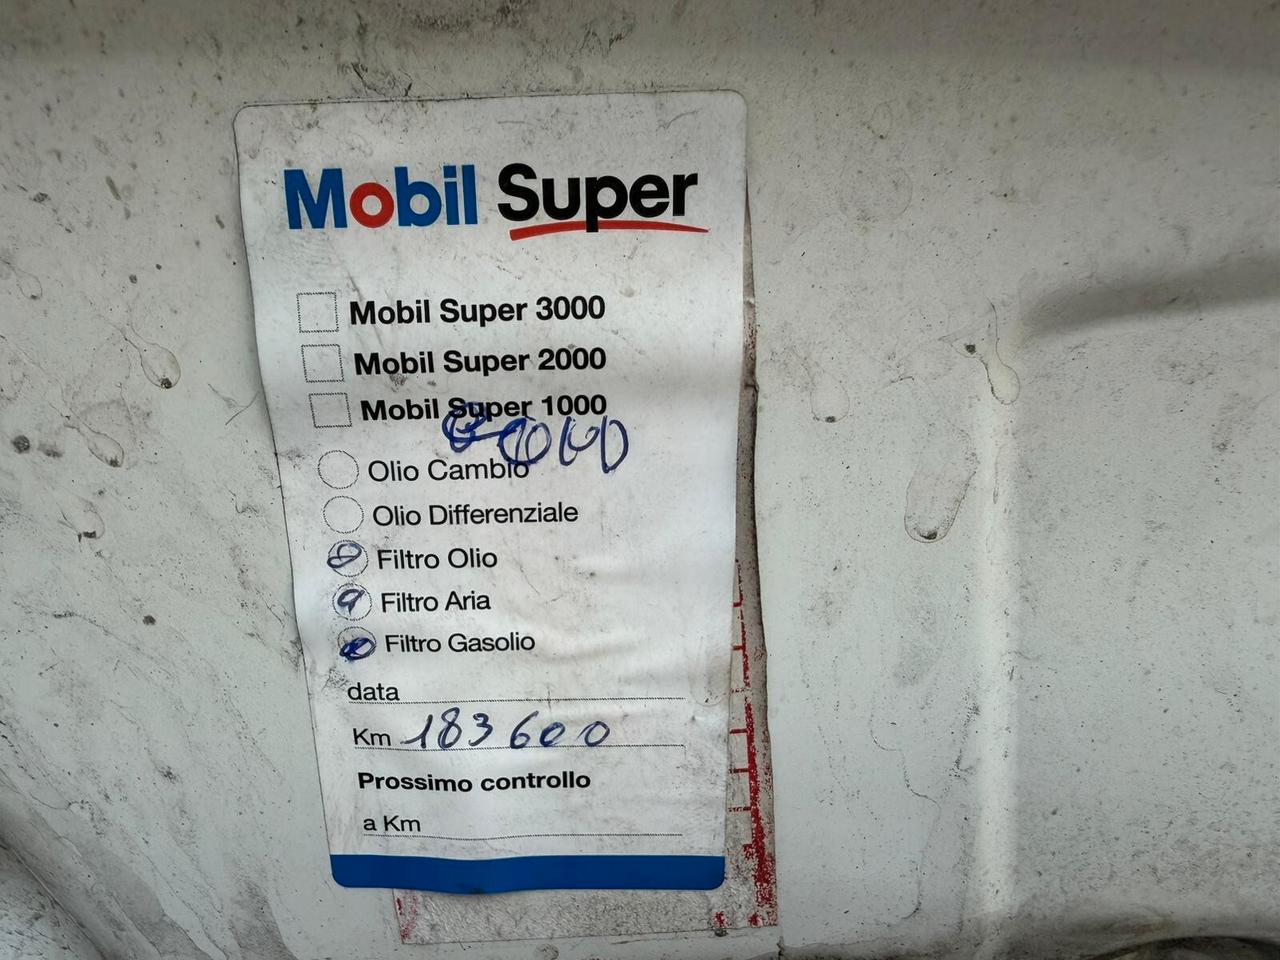 Mobil Super
Mobil Super 3000
Mobil Super 2000
Mobil Super 1000
Olio Cambio
Olio Differenziale
Filtro Olio
Filtro Aria
Filtro Gasolio
data
Km 183600
Prossimo controllo
a Km